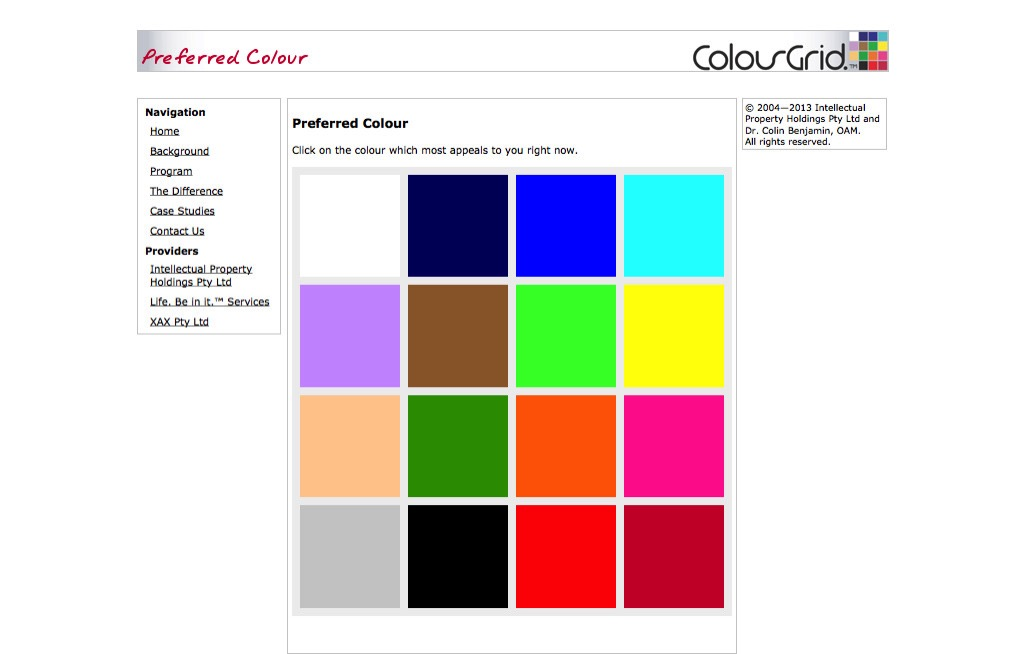 Preferred Colour
ColourGrid.™
Navigation
Home
Background
Program
The Difference
Case Studies
Contact Us
Providers
Intellectual Property
Holdings Pty Ltd
Life. Be in it.™ Services
XAX Pty Ltd
Preferred Colour
Click on the colour which most appeals to you right now.
© 2004—2013 Intellectual
Property Holdings Pty Ltd and
Dr. Colin Benjamin, OAM.
All rights reserved.